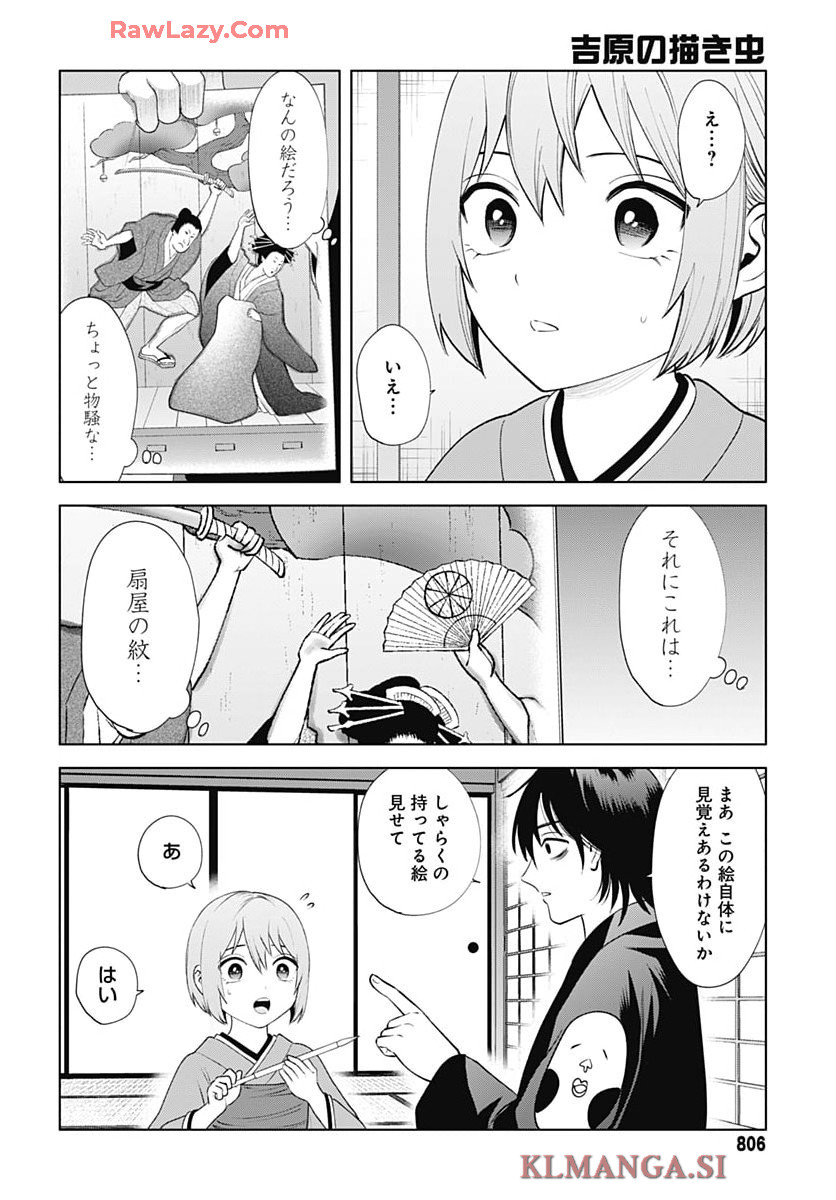 RawLazy.com
吉原の描き虫
え…?
いえ…
なんの絵だろう…
ちょっと物騒な…
それにこれは…
扇屋の紋…
まあ この絵自体に
見覚えあるわけないか
しゃらくの
持ってる絵
見せて
あ
はい
806
KLMANGA.SI